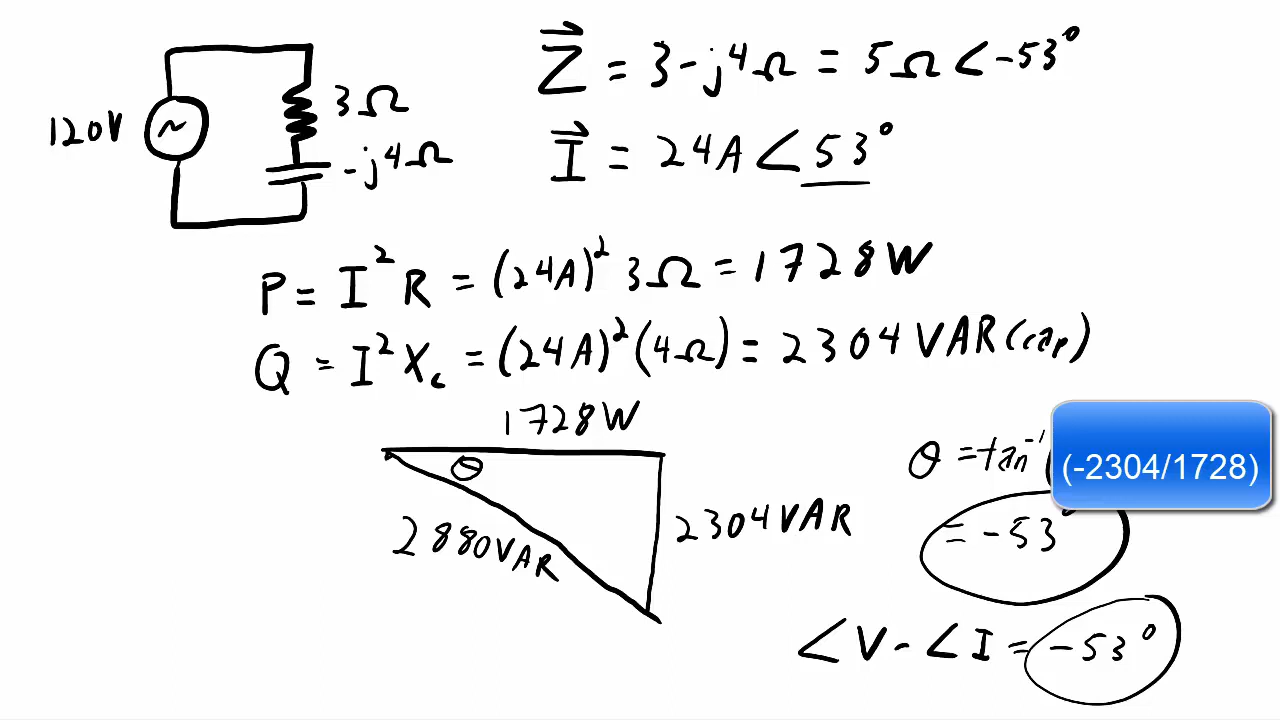 120V
3Ω
-j4Ω
Z = 3-j4Ω = 5Ω∠-53°
I = 24A∠53°
P = I²R = (24A)² 3Ω = 1728W
Q = I²Xc = (24A)²(4Ω) = 2304 VAR (cap)
1728W
θ
2304VAR
2880VAR
θ = tan⁻¹(
(-2304/1728)
= -53°
∠V - ∠I = -53°